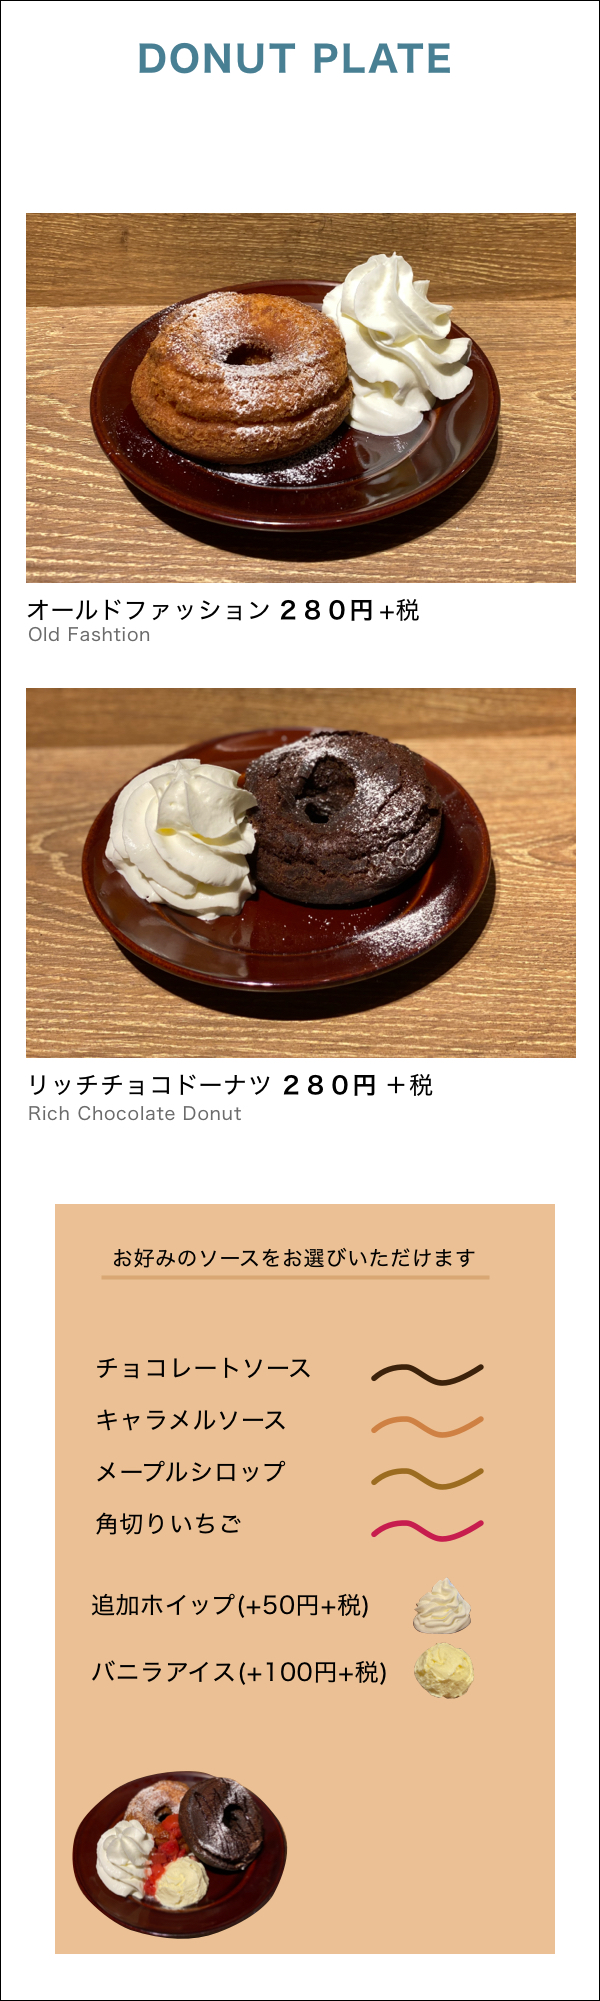 DONUT PLATE
オールドファッション ２８０円 +税
Old Fashtion
リッチチョコドーナツ ２８０円 ＋税
Rich Chocolate Donut
お好みのソースをお選びいただけます
チョコレートソース
キャラメルソース
メープルシロップ
角切りいちご
追加ホイップ(+50円+税)
バニラアイス(+100円+税)